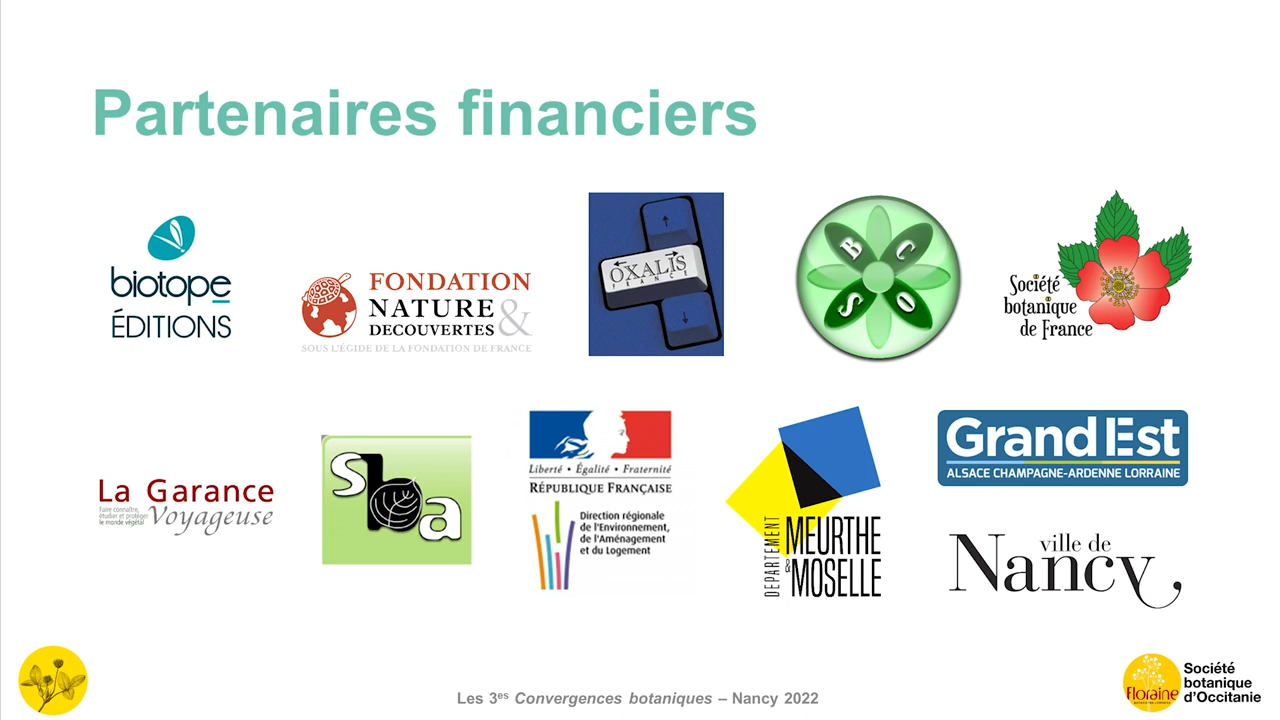 Partenaires financiers
biotope
ÉDITIONS
FONDATION
NATURE &
DECOUVERTES
SOUS L'ÉGIDE DE LA FONDATION DE FRANCE
OXALIS
FRANCE
B C
S O
Société
botanique
de France
La Garance
Faire connaître,
étudier et protéger
le monde végétal
Voyageuse
sba
Liberté • Égalité • Fraternité
RÉPUBLIQUE FRANÇAISE
Direction régionale
de l'Environnement,
de l'Aménagement
et du Logement
DEPARTEMENT
MEURTHE
& MOSELLE
Grand Est
ALSACE CHAMPAGNE-ARDENNE LORRAINE
ville de
Nancy
Les 3es Convergences botaniques – Nancy 2022
Floraine
Société
botanique
d'Occitanie